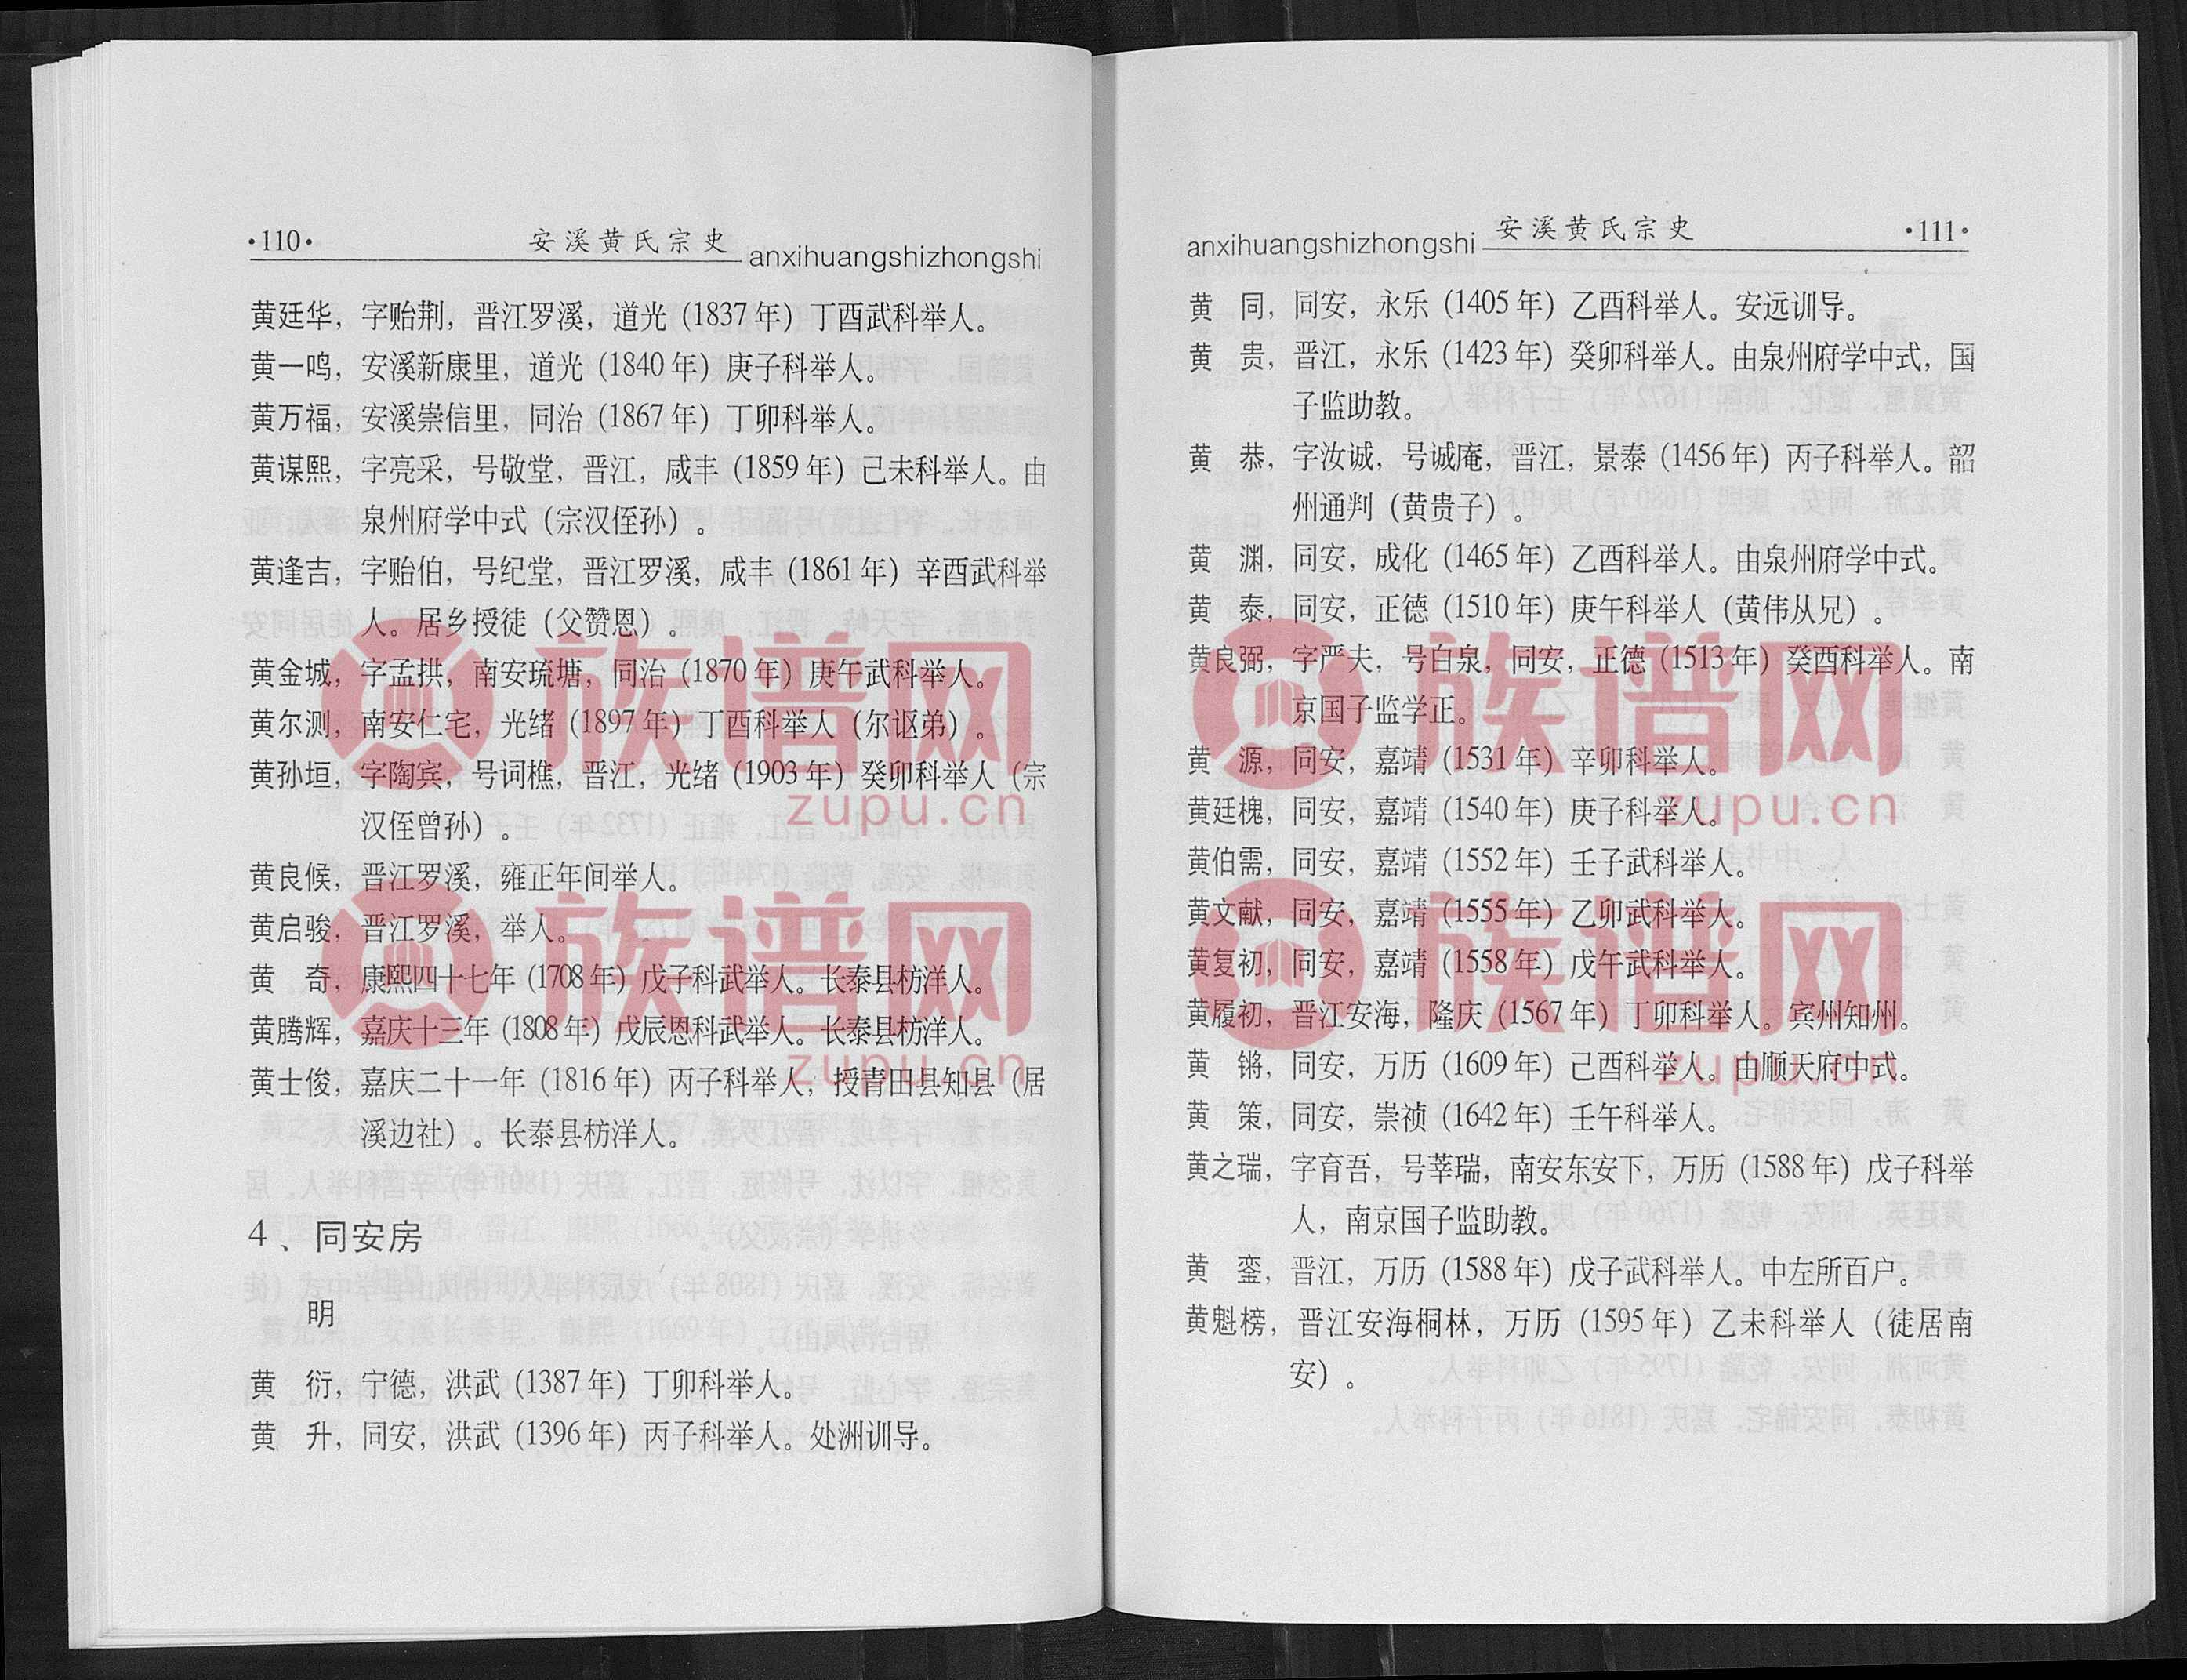 ·110·
安溪黄氏宗史
anxihuangshizhongshi
黄廷华，字贻荆，晋江罗溪，道光（1837年）丁酉武科举人。
黄一鸣，安溪新康里，道光（1840年）庚子科举人。
黄万福，安溪崇信里，同治（1867年）丁卯科举人。
黄谋熙，字亮采，号敬堂，晋江，咸丰（1859年）己未科举人。由
泉州府学中式（宗汉侄孙）。
黄逢吉，字贻伯，号纪堂，晋江罗溪，咸丰（1861年）辛酉武科举
人。居乡授徒（父赞恩）。
黄金城，字孟拱，南安琉塘，同治（1870年）庚午武科举人。
黄尔测，南安仁宅，光绪（1897年）丁酉科举人（尔讴弟）。
黄孙垣，字陶宾，号词樵，晋江，光绪（1903年）癸卯科举人（宗
汉侄曾孙）。
黄良候，晋江罗溪，雍正年间举人。
黄启骏，晋江罗溪，举人。
黄　奇，康熙四十七年（1708年）戊子科武举人。长泰县枋洋人。
黄腾辉，嘉庆十三年（1808年）戊辰恩科武举人。长泰县枋洋人。
黄士俊，嘉庆二十一年（1816年）丙子科举人，授青田县知县（居
溪边社）。长泰县枋洋人。
4、同安房
明
黄　衍，宁德，洪武（1387年）丁卯科举人。
黄　升，同安，洪武（1396年）丙子科举人。处洲训导。
anxihuangshizhongshi
安溪黄氏宗史
·111·
黄　同，同安，永乐（1405年）乙酉科举人。安远训导。
黄　贵，晋江，永乐（1423年）癸卯科举人。由泉州府学中式，国
子监助教。
黄　恭，字汝诚，号诚庵，晋江，景泰（1456年）丙子科举人。韶
州通判（黄贵子）。
黄　渊，同安，成化（1465年）乙酉科举人。由泉州府学中式。
黄　泰，同安，正德（1510年）庚午科举人（黄伟从兄）。
黄良弼，字严夫，号白泉，同安，正德（1513年）癸酉科举人。南
京国子监学正。
黄　源，同安，嘉靖（1531年）辛卯科举人。
黄廷槐，同安，嘉靖（1540年）庚子科举人。
黄伯需，同安，嘉靖（1552年）壬子武科举人。
黄文献，同安，嘉靖（1555年）乙卯武科举人。
黄复初，同安，嘉靖（1558年）戊午武科举人。
黄履初，晋江安海，隆庆（1567年）丁卯科举人。宾州知州。
黄　锵，同安，万历（1609年）己酉科举人。由顺天府中式。
黄　策，同安，崇祯（1642年）壬午科举人。
黄之瑞，字育吾，号莘瑞，南安东安下，万历（1588年）戊子科举
人，南京国子监助教。
黄　銮，晋江，万历（1588年）戊子武科举人。中左所百户。
黄魁榜，晋江安海桐林，万历（1595年）乙未科举人（徙居南
安）。
族谱网
zupu.cn
族谱网
zupu.cn
族谱网
zupu.cn
族谱网
zupu.cn